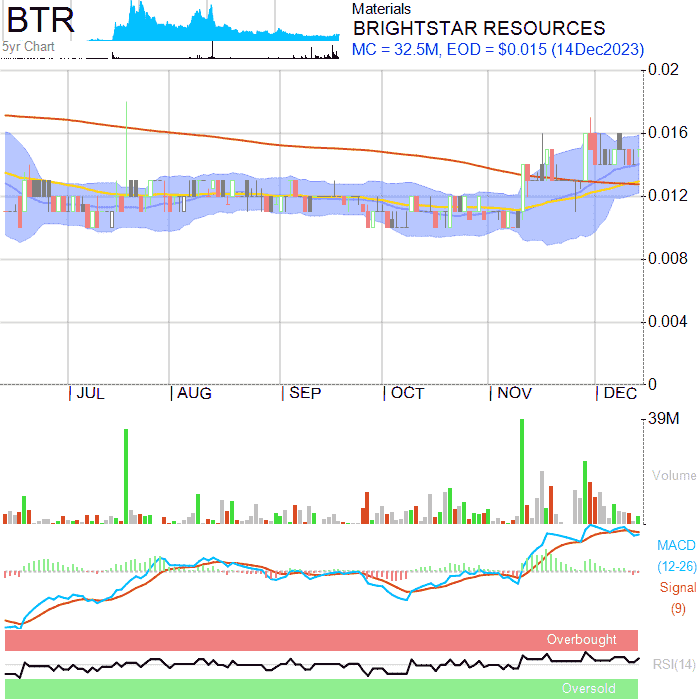 BTR
5yr Chart
Materials
BRIGHTSTAR RESOURCES
MC = 32.5M, EOD = $0.015 (14Dec2023)
0.02
0.016
0.012
0.008
0.004
0
JUL AUG SEP OCT NOV DEC
39M
Volume
MACD
(12-26)
Signal
(9)
Overbought
RSI(14)
Oversold